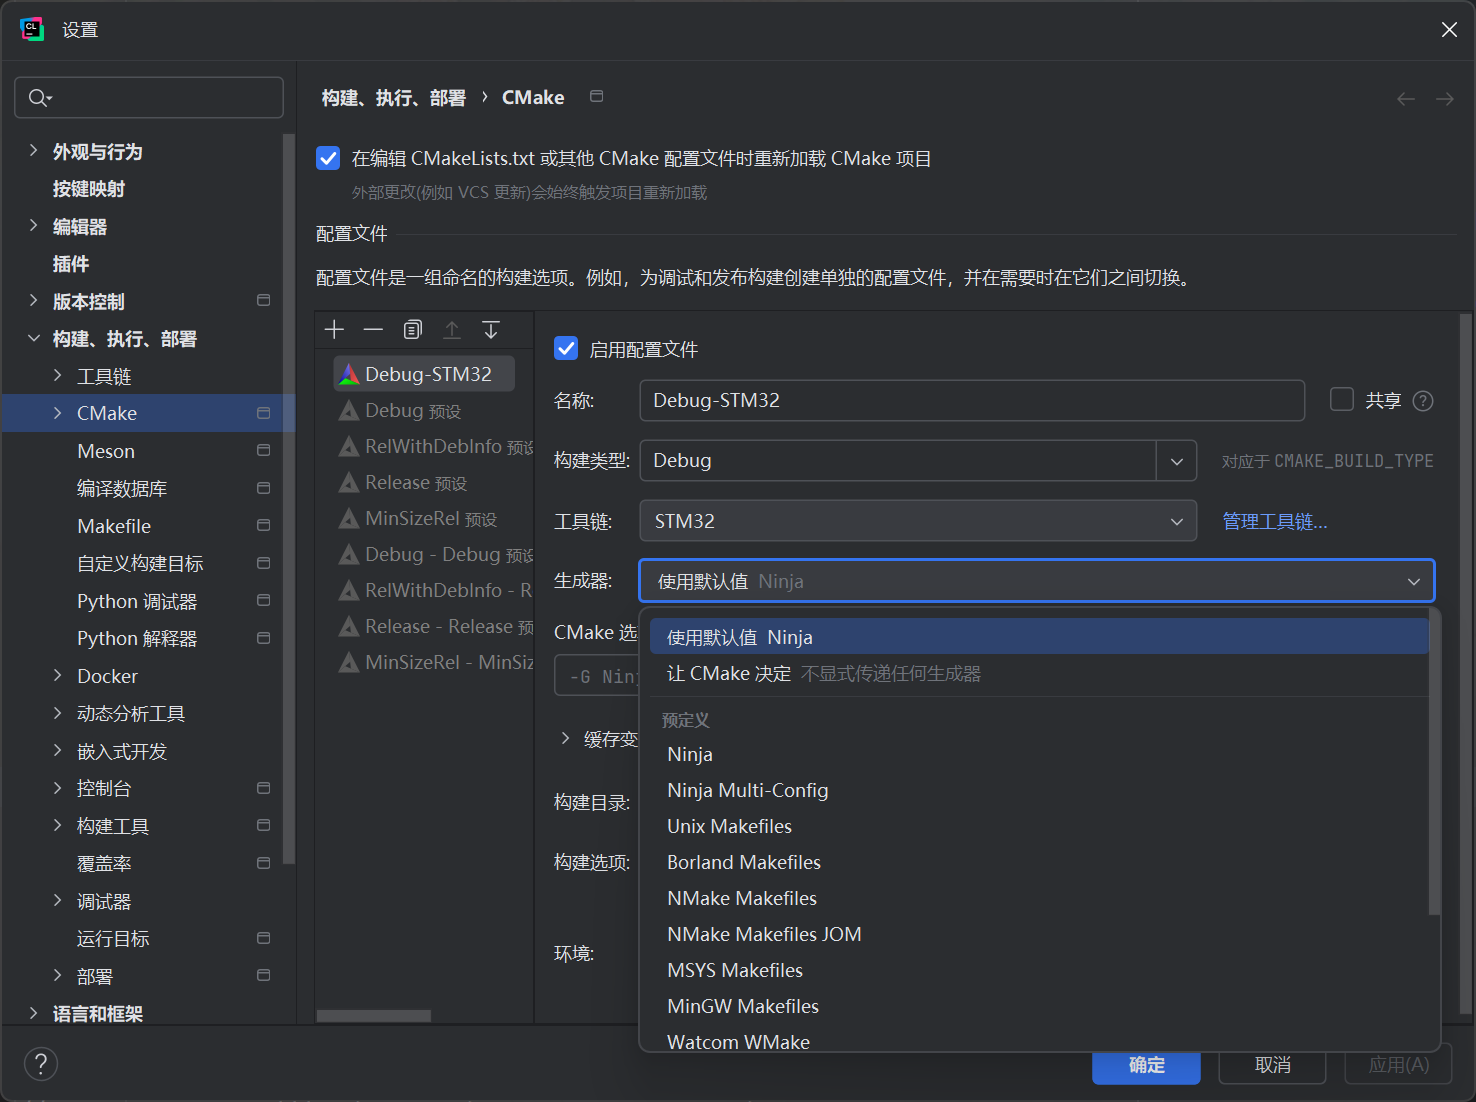 设置
外观与行为
按键映射
编辑器
插件
版本控制
构建、执行、部署
工具链
CMake
Meson
编译数据库
Makefile
自定义构建目标
Python 调试器
Python 解释器
Docker
动态分析工具
嵌入式开发
控制台
构建工具
覆盖率
调试器
运行目标
部署
语言和框架
构建、执行、部署 › CMake
在编辑 CMakeLists.txt 或其他 CMake 配置文件时重新加载 CMake 项目
外部更改(例如 VCS 更新)会始终触发项目重新加载
配置文件
配置文件是一组命名的构建选项。例如，为调试和发布构建创建单独的配置文件，并在需要时在它们之间切换。
Debug-STM32
Debug 预设
RelWithDebInfo 预设
Release 预设
MinSizeRel 预设
Debug - Debug 预设
RelWithDebInfo - R
Release - Release 预
MinSizeRel - MinSiz
启用配置文件
名称: Debug-STM32 共享
构建类型: Debug 对应于 CMAKE_BUILD_TYPE
工具链: STM32 管理工具链...
生成器: 使用默认值 Ninja
CMake 选
-G Nin
缓存变
构建目录:
构建选项:
环境:
使用默认值 Ninja
让 CMake 决定 不显式传递任何生成器
预定义
Ninja
Ninja Multi-Config
Unix Makefiles
Borland Makefiles
NMake Makefiles
NMake Makefiles JOM
MSYS Makefiles
MinGW Makefiles
Watcom WMake
? 确定 取消 应用(A)